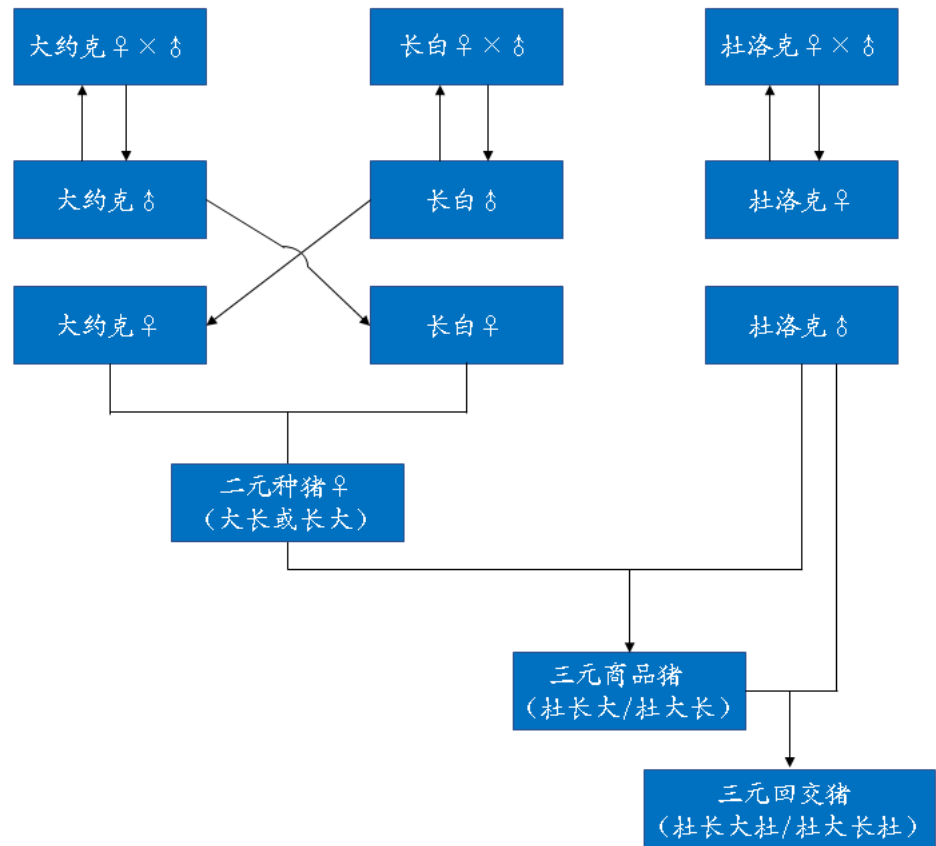 大约克♀×♂
长白♀×♂
杜洛克♀×♂
大约克♂
长白♂
杜洛克♀
大约克♀
长白♀
杜洛克♂
二元种猪♀
（大长或长大）
三元商品猪
（杜长大/杜大长）
三元回交猪
（杜长大杜/杜大长杜）